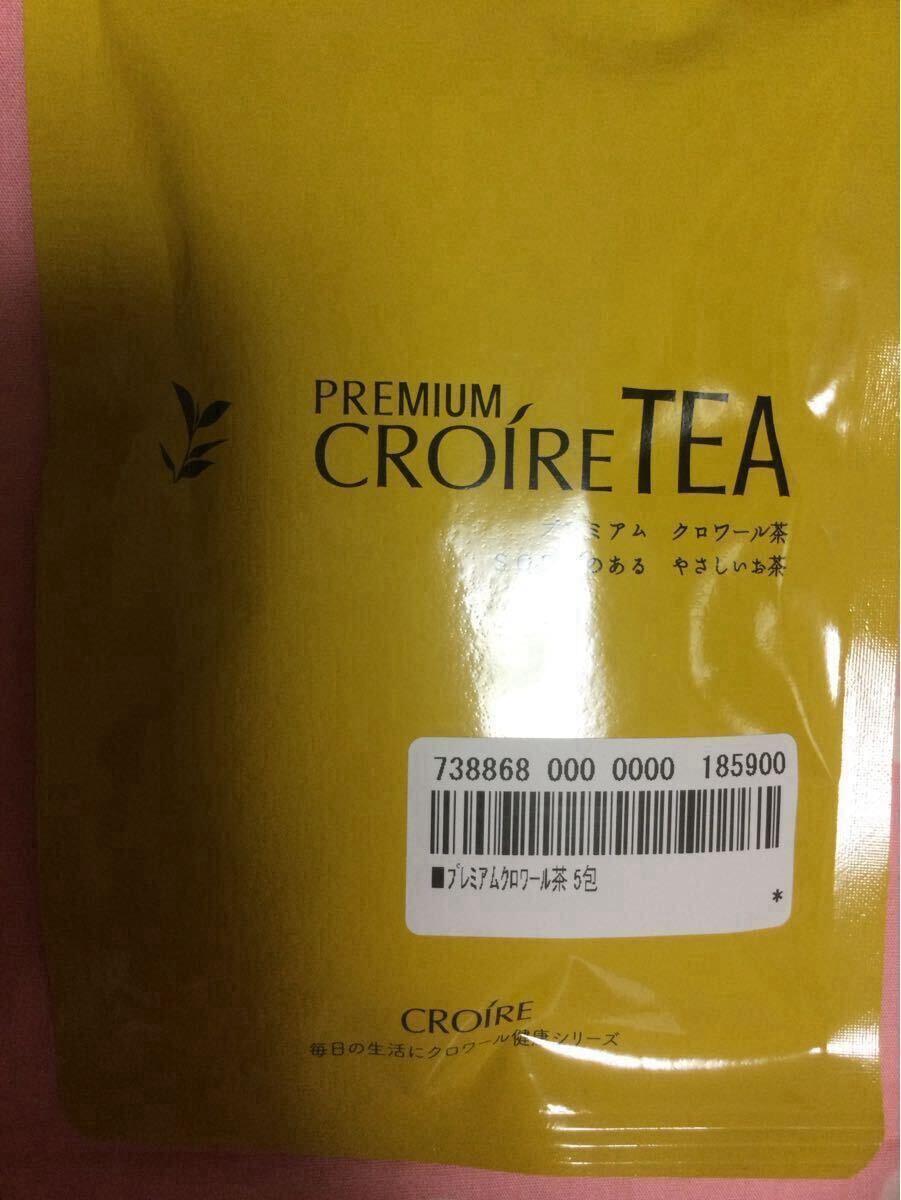 PREMIUM
CROÍRE TEA
ミアム クロワール茶
のある やさしいお茶
738868 000 0000 185900
■プレミアムクロワール茶 5包
*
CROÍRE
毎日の生活にクロワール健康シリーズ